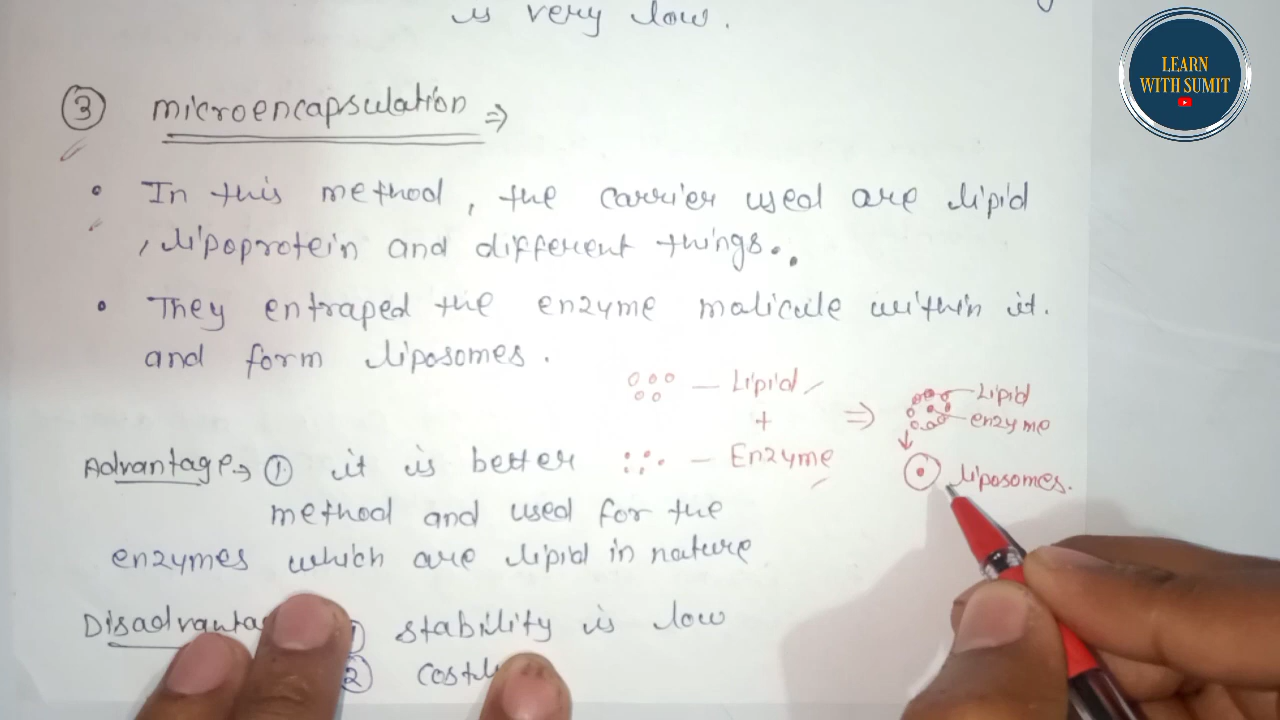 is very low.
LEARN
WITH SUMIT
③ microencapsulation ⇒
• In this method, the carrier used are lipid
, lipoprotein and different things..
• They entraped the enzyme malicule within it.
and form liposomes.
— Lipid
+
— Enzyme
⇒
Lipid
enzyme
liposomes.
Advantage → ① it is better
method and used for the
enzymes which are lipid in nature
① stability is low
②